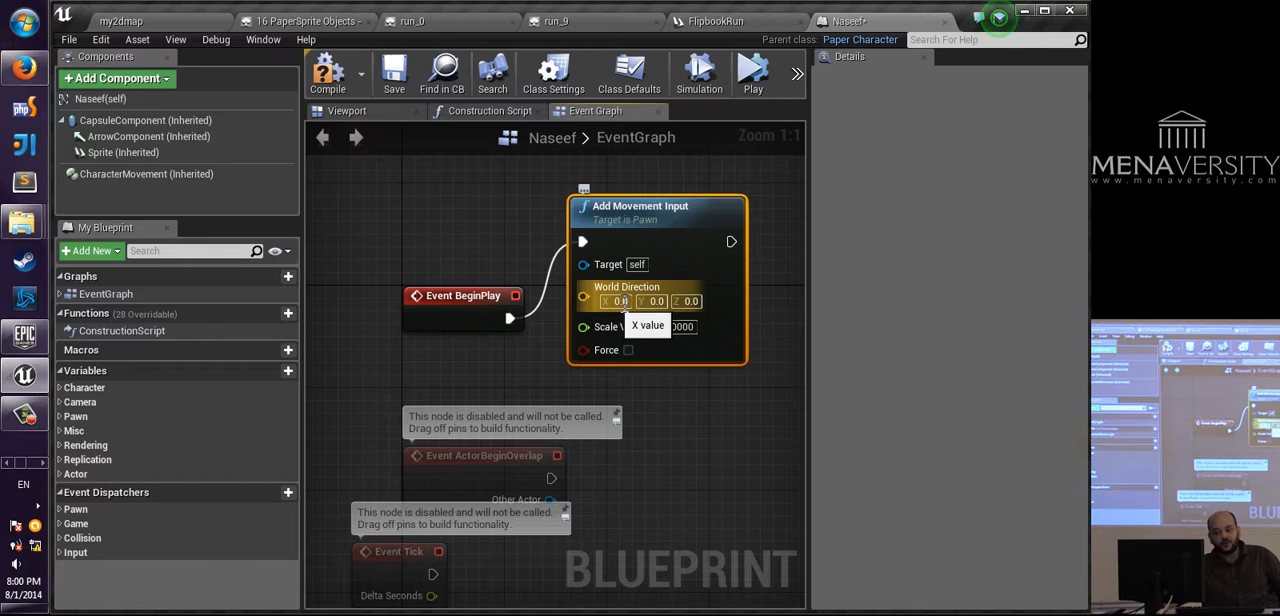 my2dmap
16 PaperSprite Objects -
run_0
run_9
FlipbookRun
Naseef*
File Edit Asset View Debug Window Help
Parent class: Paper Character
Search For Help
Components
+Add Component
Naseef(self)
CapsuleComponent (Inherited)
ArrowComponent (Inherited)
Sprite (Inherited)
CharacterMovement (Inherited)
Compile
Save
Find in CB
Search
Class Settings
Class Defaults
Simulation
Play
Details
Viewport
Construction Script
Event Graph
Naseef > EventGraph
Zoom 1:1
My Blueprint
+Add New
Search
Graphs
EventGraph
Functions (28 Overridable)
ConstructionScript
Macros
Variables
Character
Camera
Pawn
Misc
Rendering
Replication
Actor
Event Dispatchers
Pawn
Game
Collision
Input
Add Movement Input
Target is Pawn
Target self
World Direction
X 0.0 Y 0.0 Z 0.0
X value
Scale V
0000
Force
Event BeginPlay
This node is disabled and will not be called.
Drag off pins to build functionality.
Event ActorBeginOverlap
Other Actor
This node is disabled and will not be called.
Drag off pins to build functionality.
Event Tick
Delta Seconds
BLUEPRINT
MENAVERSITY
WWW.MENAVERSITY.COM
EPIC
GAMES
EN
8:00 PM
8/1/2014